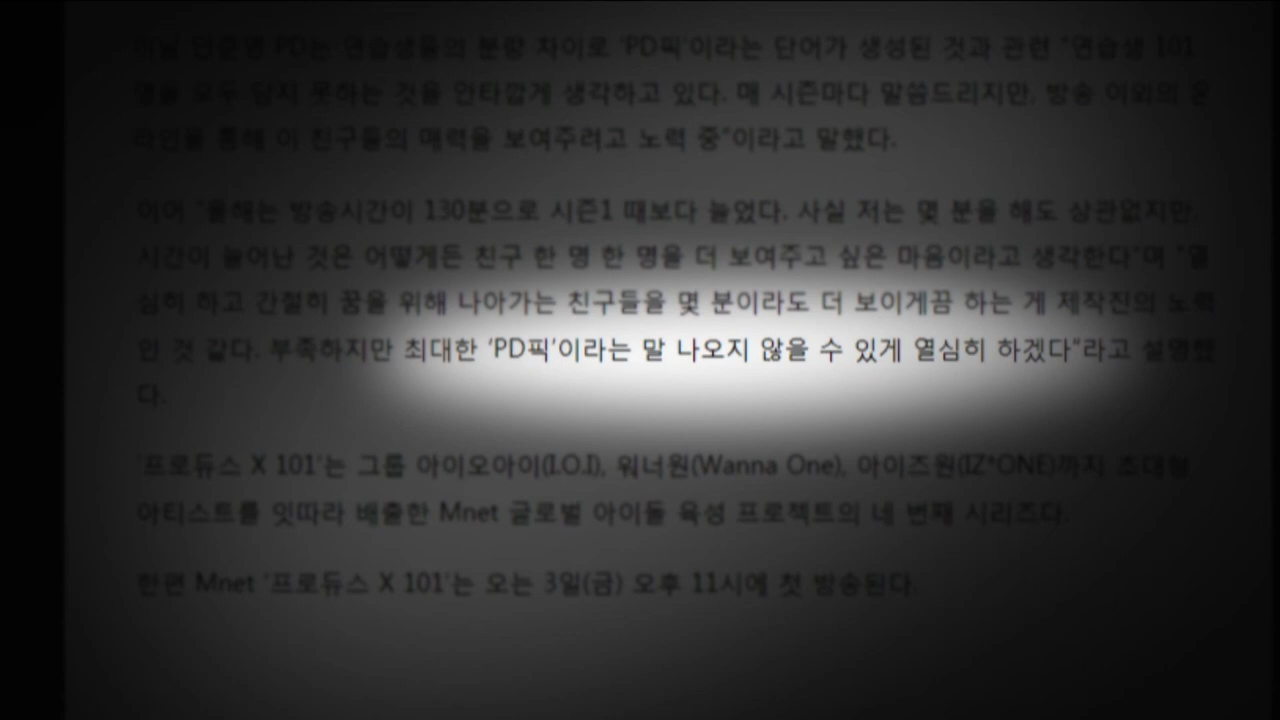 이날 안준영 PD는 연습생들의 분량 차이로 'PD픽'이라는 단어가 생성된 것과 관련 "연습생 101
명을 모두 담지 못하는 것을 안타깝게 생각하고 있다. 매 시즌마다 말씀드리지만, 방송 이외의 온
라인을 통해 이 친구들의 매력을 보여주려고 노력 중"이라고 말했다.
이어 "올해는 방송시간이 130분으로 시즌1 때보다 늘었다. 사실 저는 몇 분을 해도 상관없지만
시간이 늘어난 것은 어떻게든 친구 한 명 한 명을 더 보여주고 싶은 마음이라고 생각한다"며 "열
심히 하고 간절히 꿈을 위해 나아가는 친구들을 몇 분이라도 더 보이게끔 하는 게 제작진의 노력
인 것 같다. 부족하지만 최대한 'PD픽'이라는 말 나오지 않을 수 있게 열심히 하겠다"라고 설명했
다.
'프로듀스 X 101'는 그룹 아이오아이(I.O.I), 워너원(Wanna One), 아이즈원(IZ*ONE)까지 초대형
아티스트를 잇따라 배출한 Mnet 글로벌 아이돌 육성 프로젝트의 네 번째 시리즈다.
한편 Mnet '프로듀스 X 101'는 오는 3일(금) 오후 11시에 첫 방송된다.